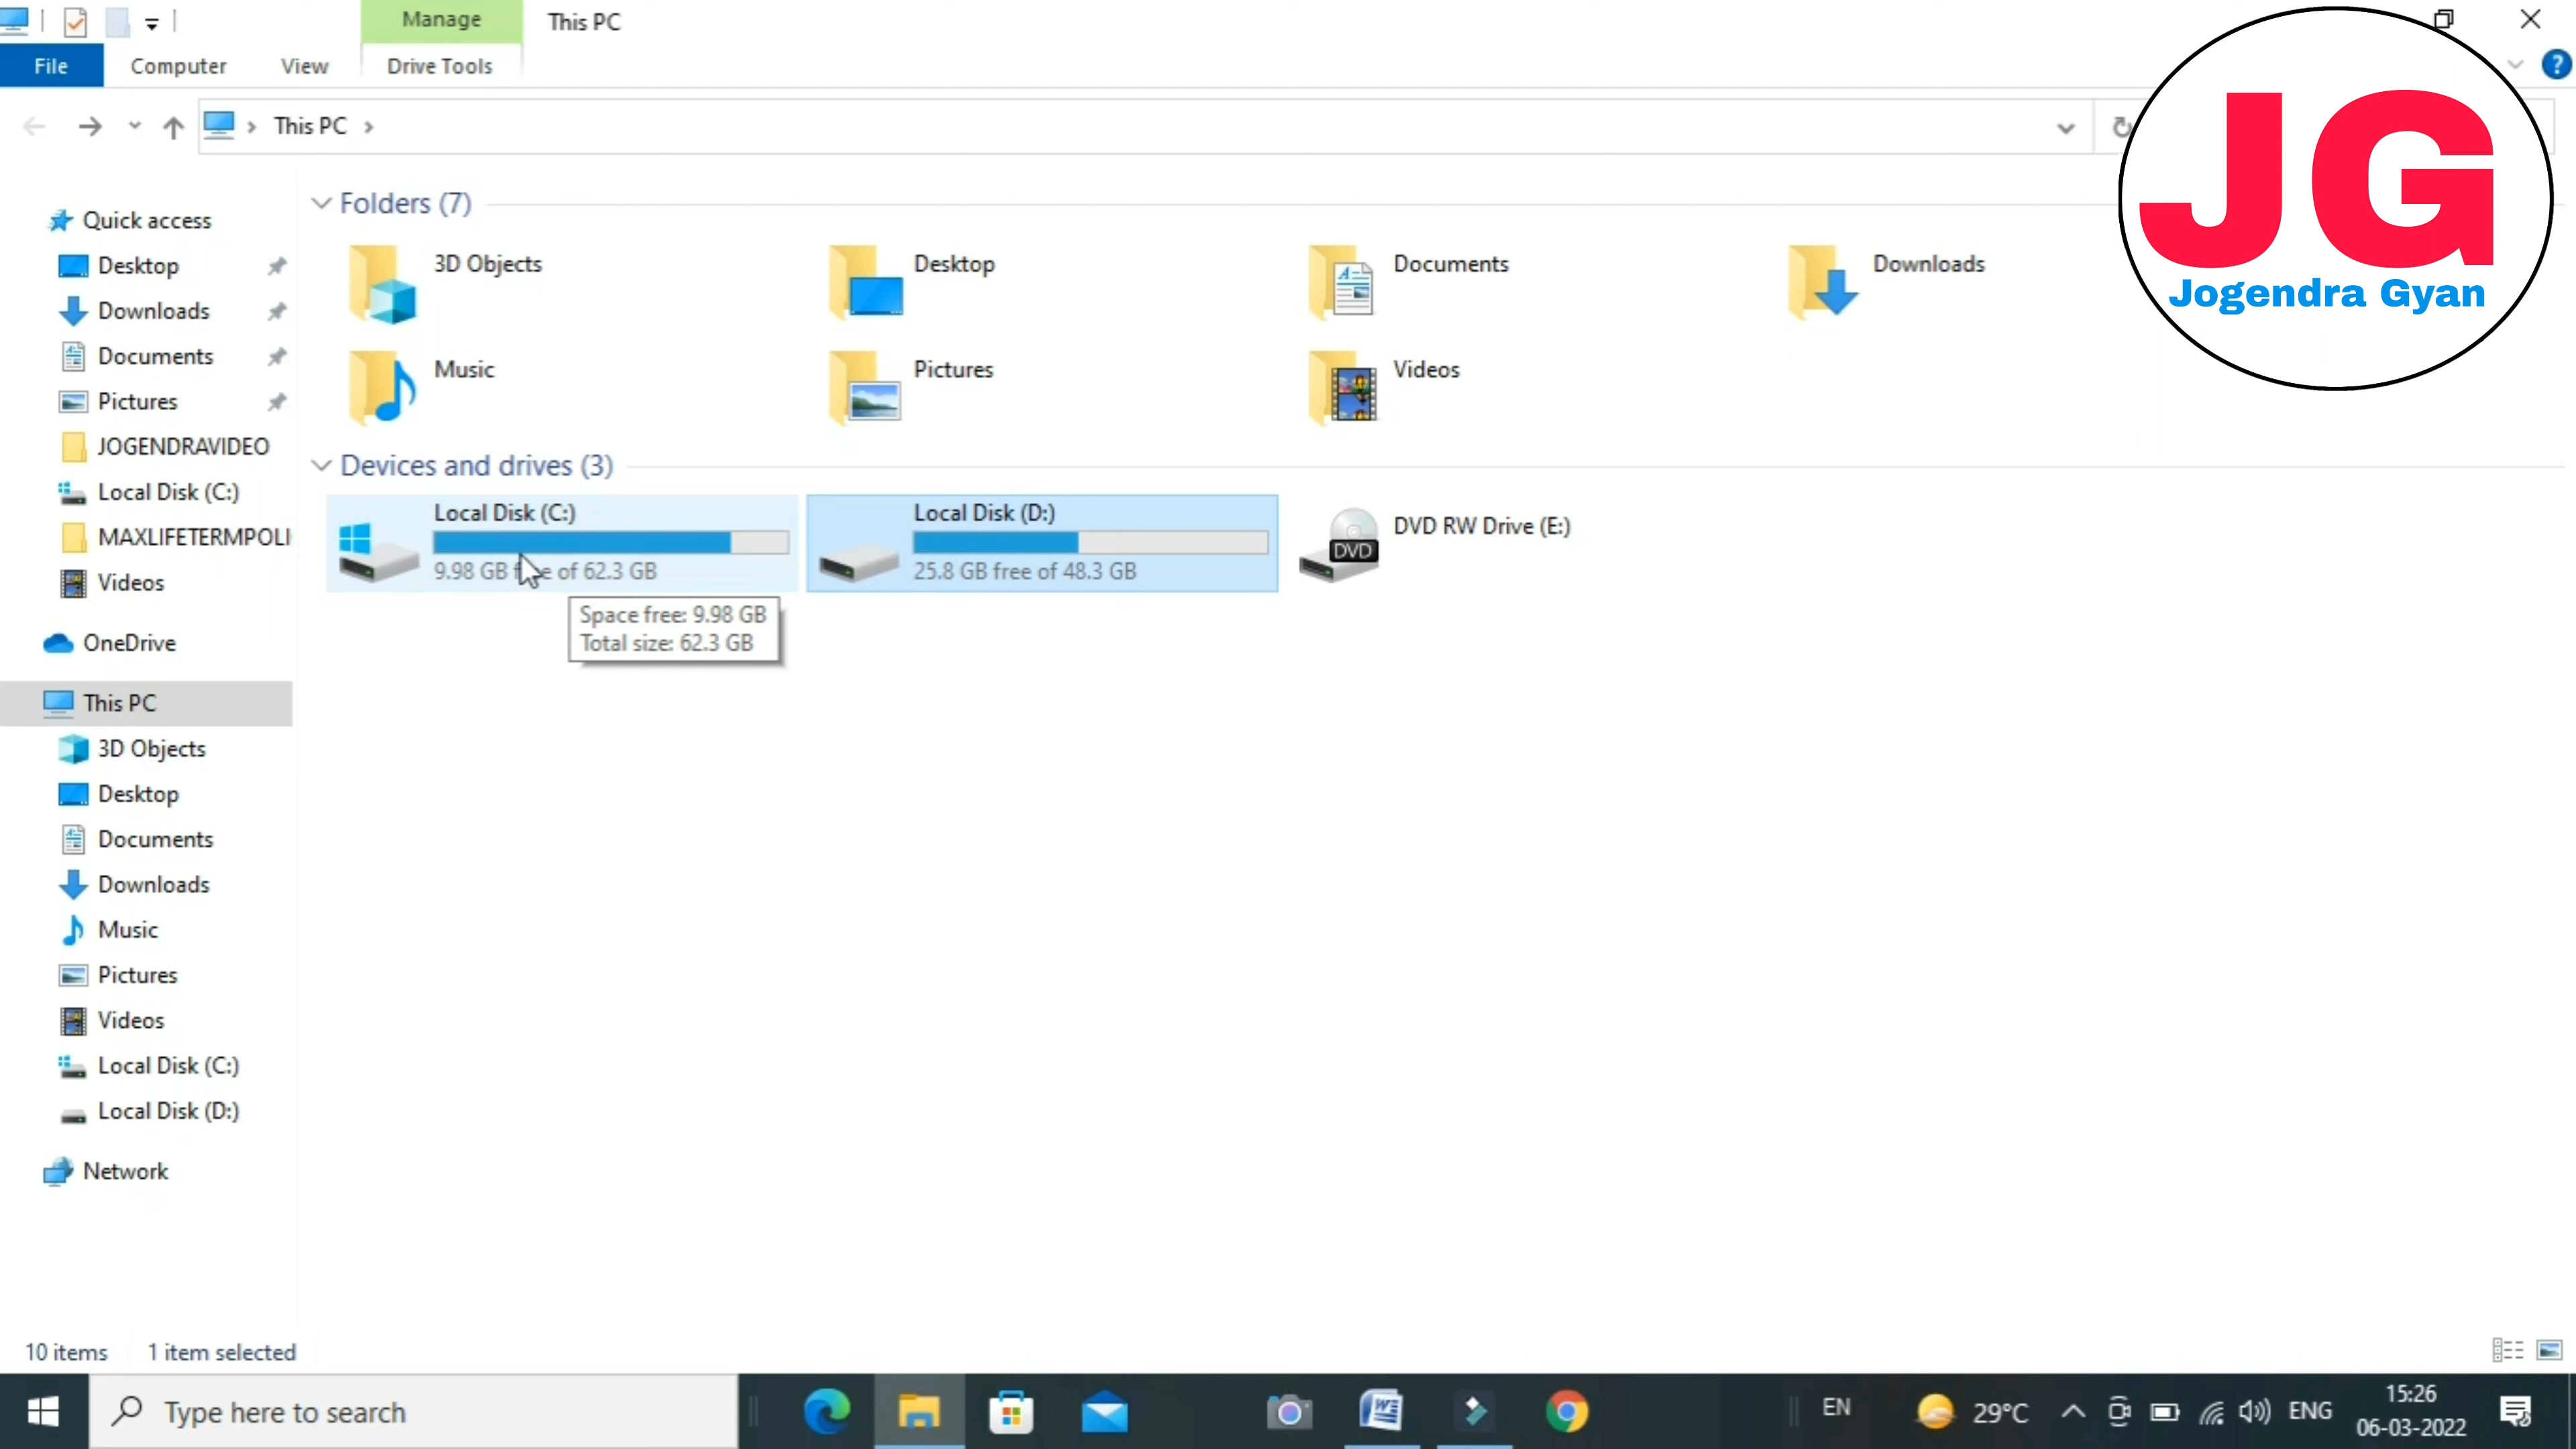 Manage
This PC
File
Computer
View
Drive Tools
?
This PC
JG
Jogendra Gyan
Quick access
Desktop
Downloads
Documents
Pictures
JOGENDRAVIDEO
Local Disk (C:)
MAXLIFETERMPOLI
Videos
OneDrive
This PC
3D Objects
Desktop
Documents
Downloads
Music
Pictures
Videos
Local Disk (C:)
Local Disk (D:)
Network
Folders (7)
3D Objects
Desktop
Documents
Downloads
Music
Pictures
Videos
Devices and drives (3)
Local Disk (C:)
9.98 GB free of 62.3 GB
Local Disk (D:)
25.8 GB free of 48.3 GB
DVD
DVD RW Drive (E:)
Space free: 9.98 GB
Total size: 62.3 GB
10 items
1 item selected
Type here to search
EN
29°C
ENG
15:26
06-03-2022